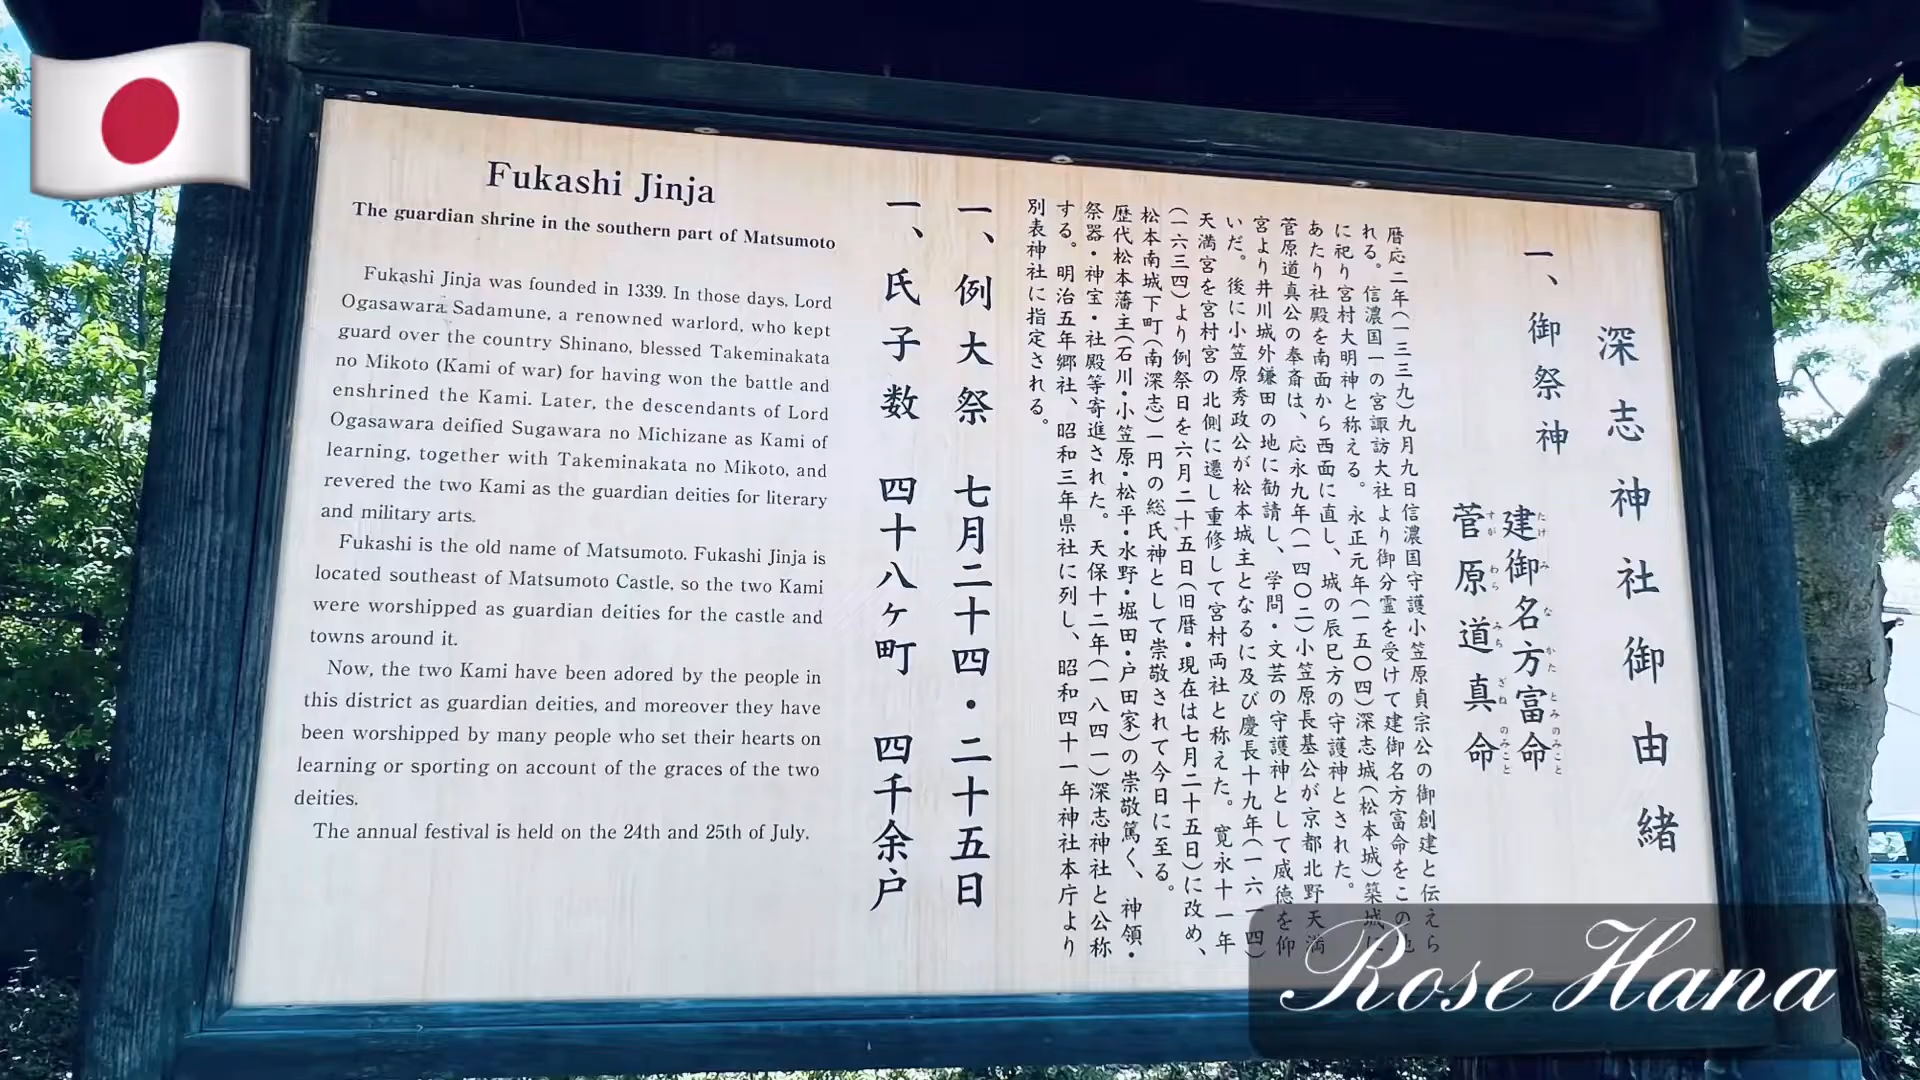 Fukashi Jinja
The guardian shrine in the southern part of Matsumoto
Fukashi Jinja was founded in 1339. In those days, Lord
Ogasawara Sadamune, a renowned warlord, who kept
guard over the country Shinano, blessed Takeminakata
no Mikoto (Kami of war) for having won the battle and
enshrined the Kami. Later, the descendants of Lord
Ogasawara deified Sugawara no Michizane as Kami of
learning, together with Takeminakata no Mikoto, and
revered the two Kami as the guardian deities for literary
and military arts.
Fukashi is the old name of Matsumoto. Fukashi Jinja is
located southeast of Matsumoto Castle, so the two Kami
were worshipped as guardian deities for the castle and
towns around it.
Now, the two Kami have been adored by the people in
this district as guardian deities, and moreover they have
been worshipped by many people who set their hearts on
learning or sporting on account of the graces of the two
deities.
The annual festival is held on the 24th and 25th of July.
深志神社御由緒
一、御祭神
建御名方富命
たけみなかたとみのみこと
菅原道真命
すがわらみちざねのみこと
暦応二年(一三三九)九月九日信濃国守護小笠原貞宗公の御創建と伝えら
れる。信濃国一の宮諏訪大社より御分霊を受けて建御名方富命をこの地
に祀り宮村大明神と称える。永正元年(一五〇四)深志城(松本城)築城に
あたり社殿を南面から西面に直し、城の辰巳方の守護神とされた。
菅原道真公の奉斎は、応永九年(一四〇二)小笠原長基公が京都北野天満
宮より井川城外鎌田の地に勧請し、学問・文芸の守護神として威徳を仰
いだ。後に小笠原秀政公が松本城主となるに及び慶長十九年(一六一四)
天満宮を宮村宮の北側に遷し重修して宮村両社と称えた。寛永十一年
(一六三四)より例祭日を六月二十五日(旧暦・現在は七月二十五日)に改め、
松本南城下町(南深志)一円の総氏神として崇敬されて今日に至る。
歴代松本藩主(石川・小笠原・松平・水野・堀田・戸田家)の崇敬篤く、神領・
祭器・神宝・社殿等寄進された。天保十二年(一八四一)深志神社と公称
する。明治五年郷社、昭和三年県社に列し、昭和四十一年神社本庁より
別表神社に指定される。
一、例大祭 七月二十四・二十五日
一、氏子数 四十八ヶ町 四千余戸
Rose Hana